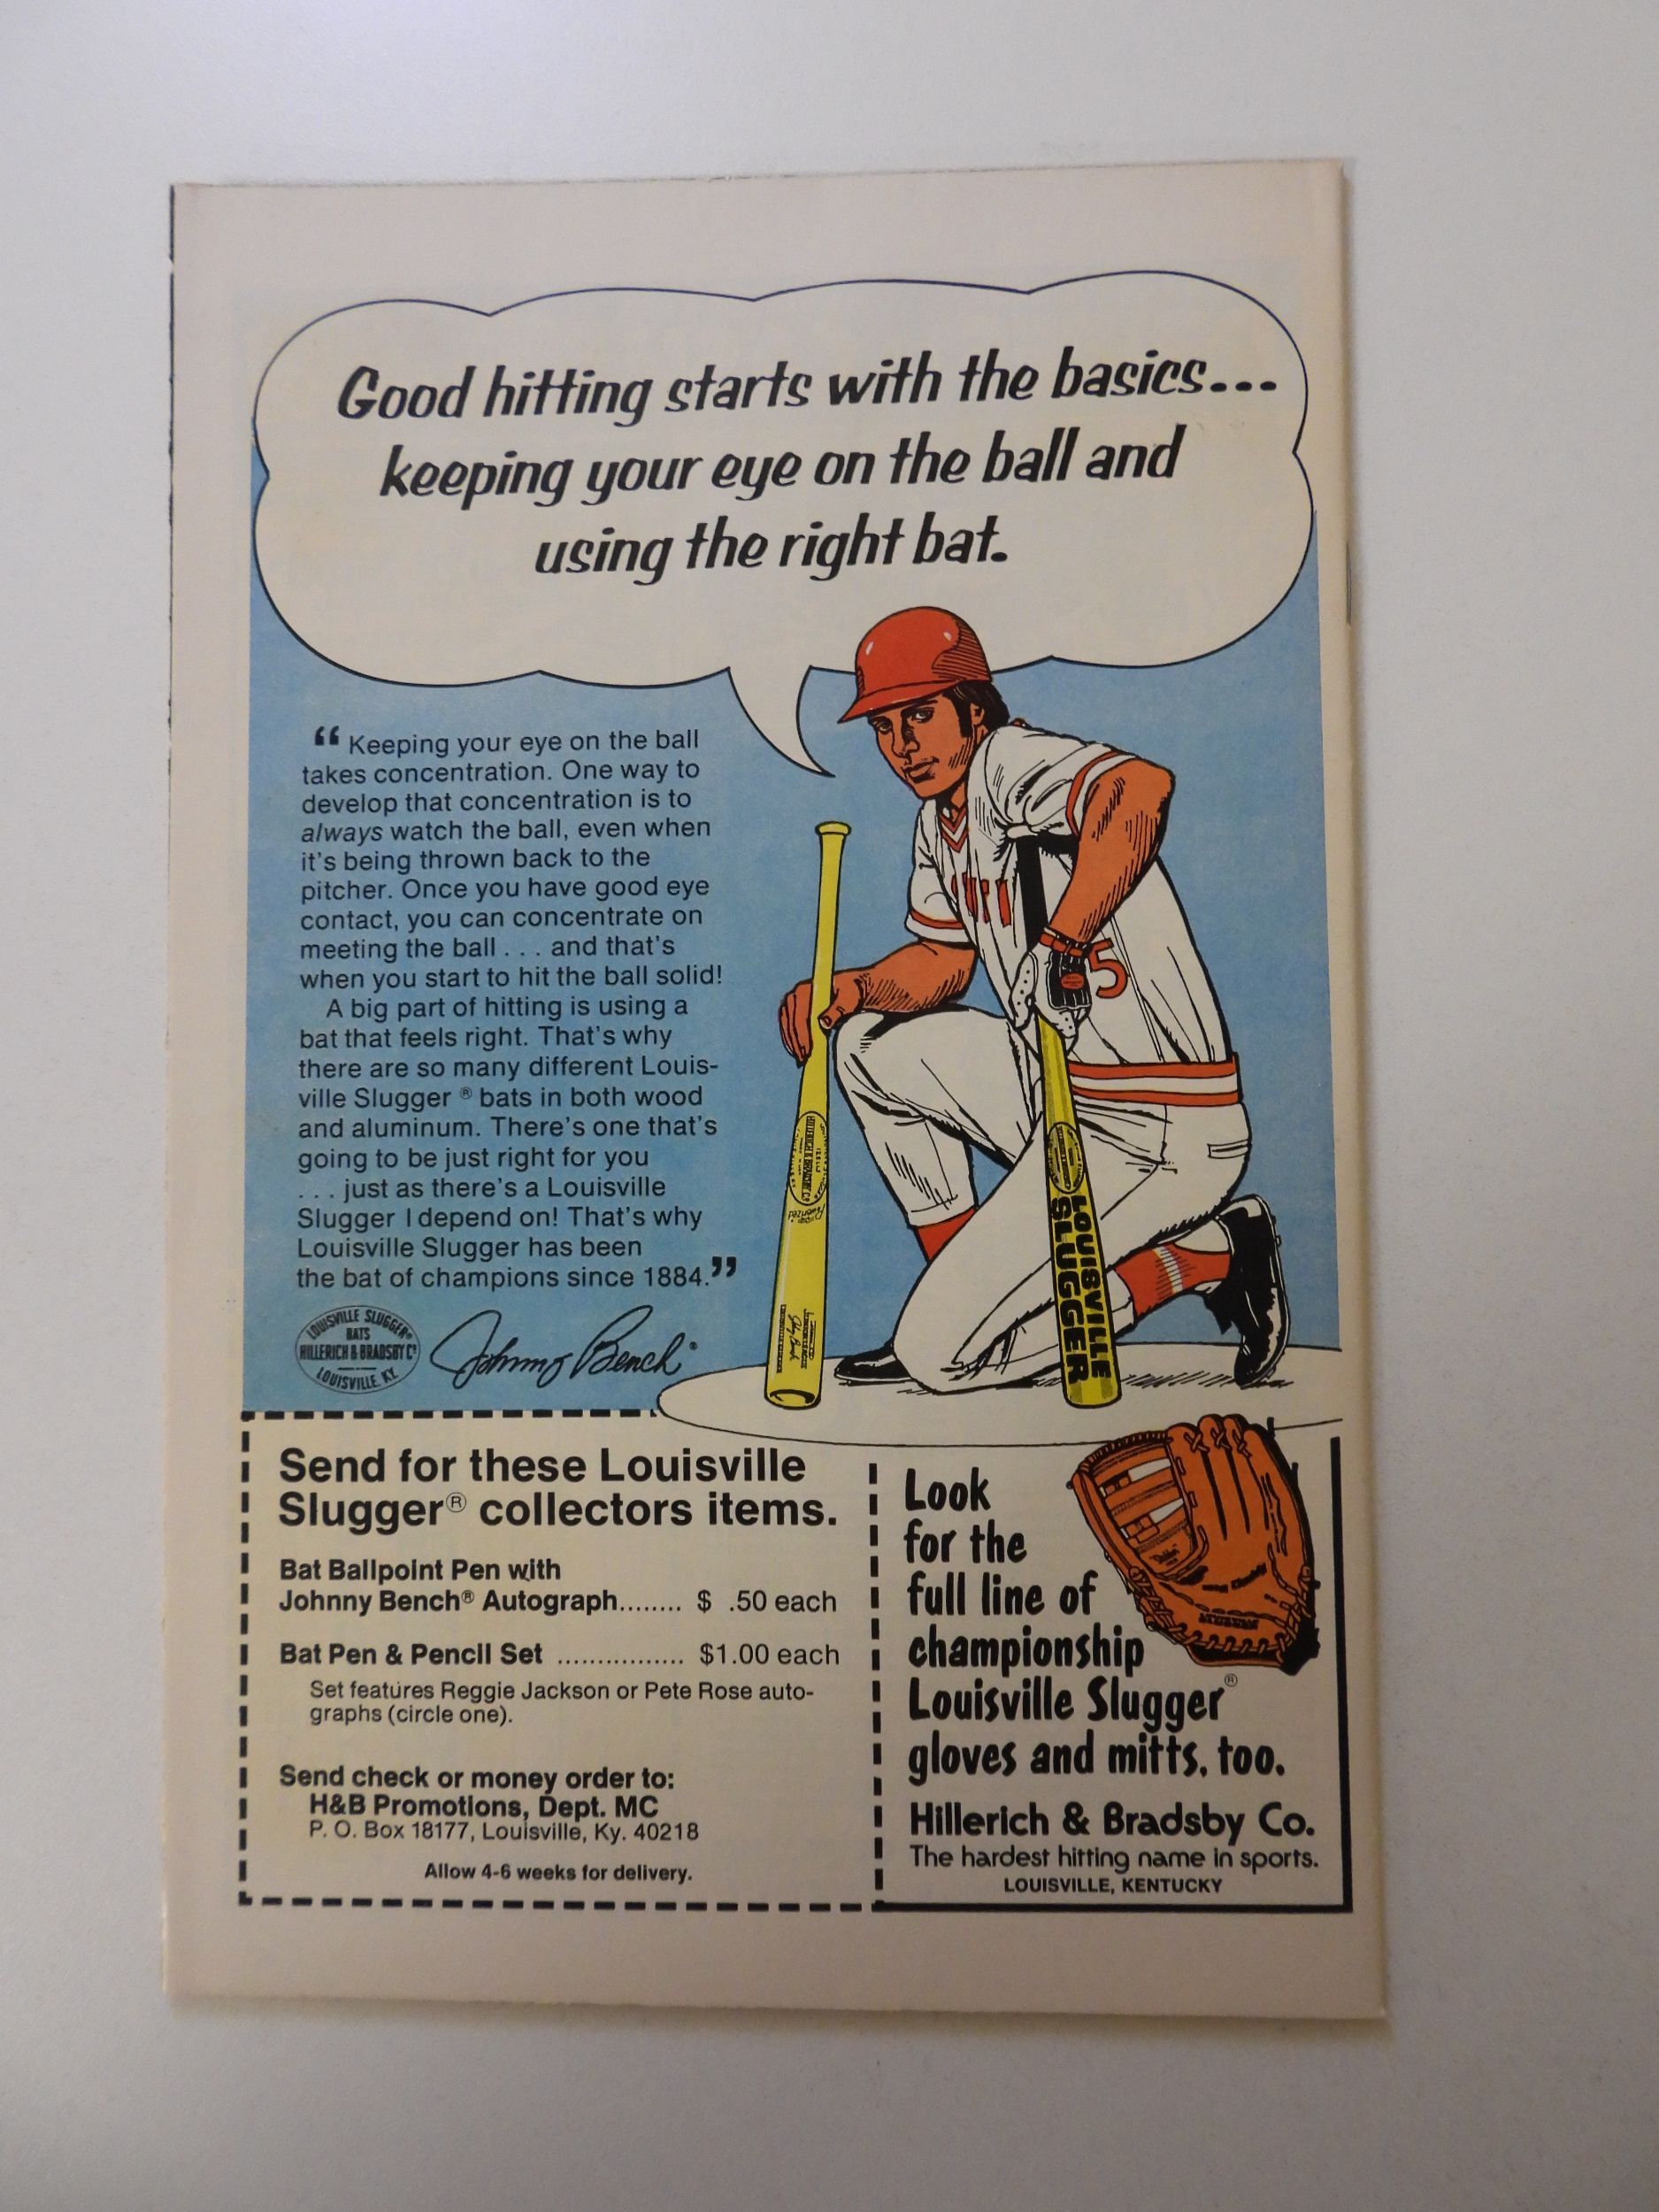 Good hitting starts with the basics...
keeping your eye on the ball and
using the right bat.
“Keeping your eye on the ball
takes concentration. One way to
develop that concentration is to
always watch the ball, even when
it's being thrown back to the
pitcher. Once you have good eye
contact, you can concentrate on
meeting the ball . . . and that's
when you start to hit the ball solid!
A big part of hitting is using a
bat that feels right. That's why
there are so many different Louis-
ville Slugger ® bats in both wood
and aluminum. There's one that's
going to be just right for you
. . . just as there's a Louisville
Slugger I depend on! That's why
Louisville Slugger has been
the bat of champions since 1884.”
LOUISVILLE SLUGGER®
BATS
HILLERICH & BRADSBY Cº
LOUISVILLE, KY.
Johnny Bench
5
HILLERICH & BRADSBY Cº
LOUISVILLE
SLUGGER
Send for these Louisville
Slugger® collectors items.
Bat Ballpoint Pen with
Johnny Bench® Autograph........ $ .50 each
Bat Pen & Pencil Set ................ $1.00 each
Set features Reggie Jackson or Pete Rose auto-
graphs (circle one).
Send check or money order to:
H&B Promotions, Dept. MC
P. O. Box 18177, Louisville, Ky. 40218
Allow 4-6 weeks for delivery.
Look
for the
full line of
championship
Louisville Slugger®
gloves and mitts, too.
Hillerich & Bradsby Co.
The hardest hitting name in sports.
LOUISVILLE, KENTUCKY